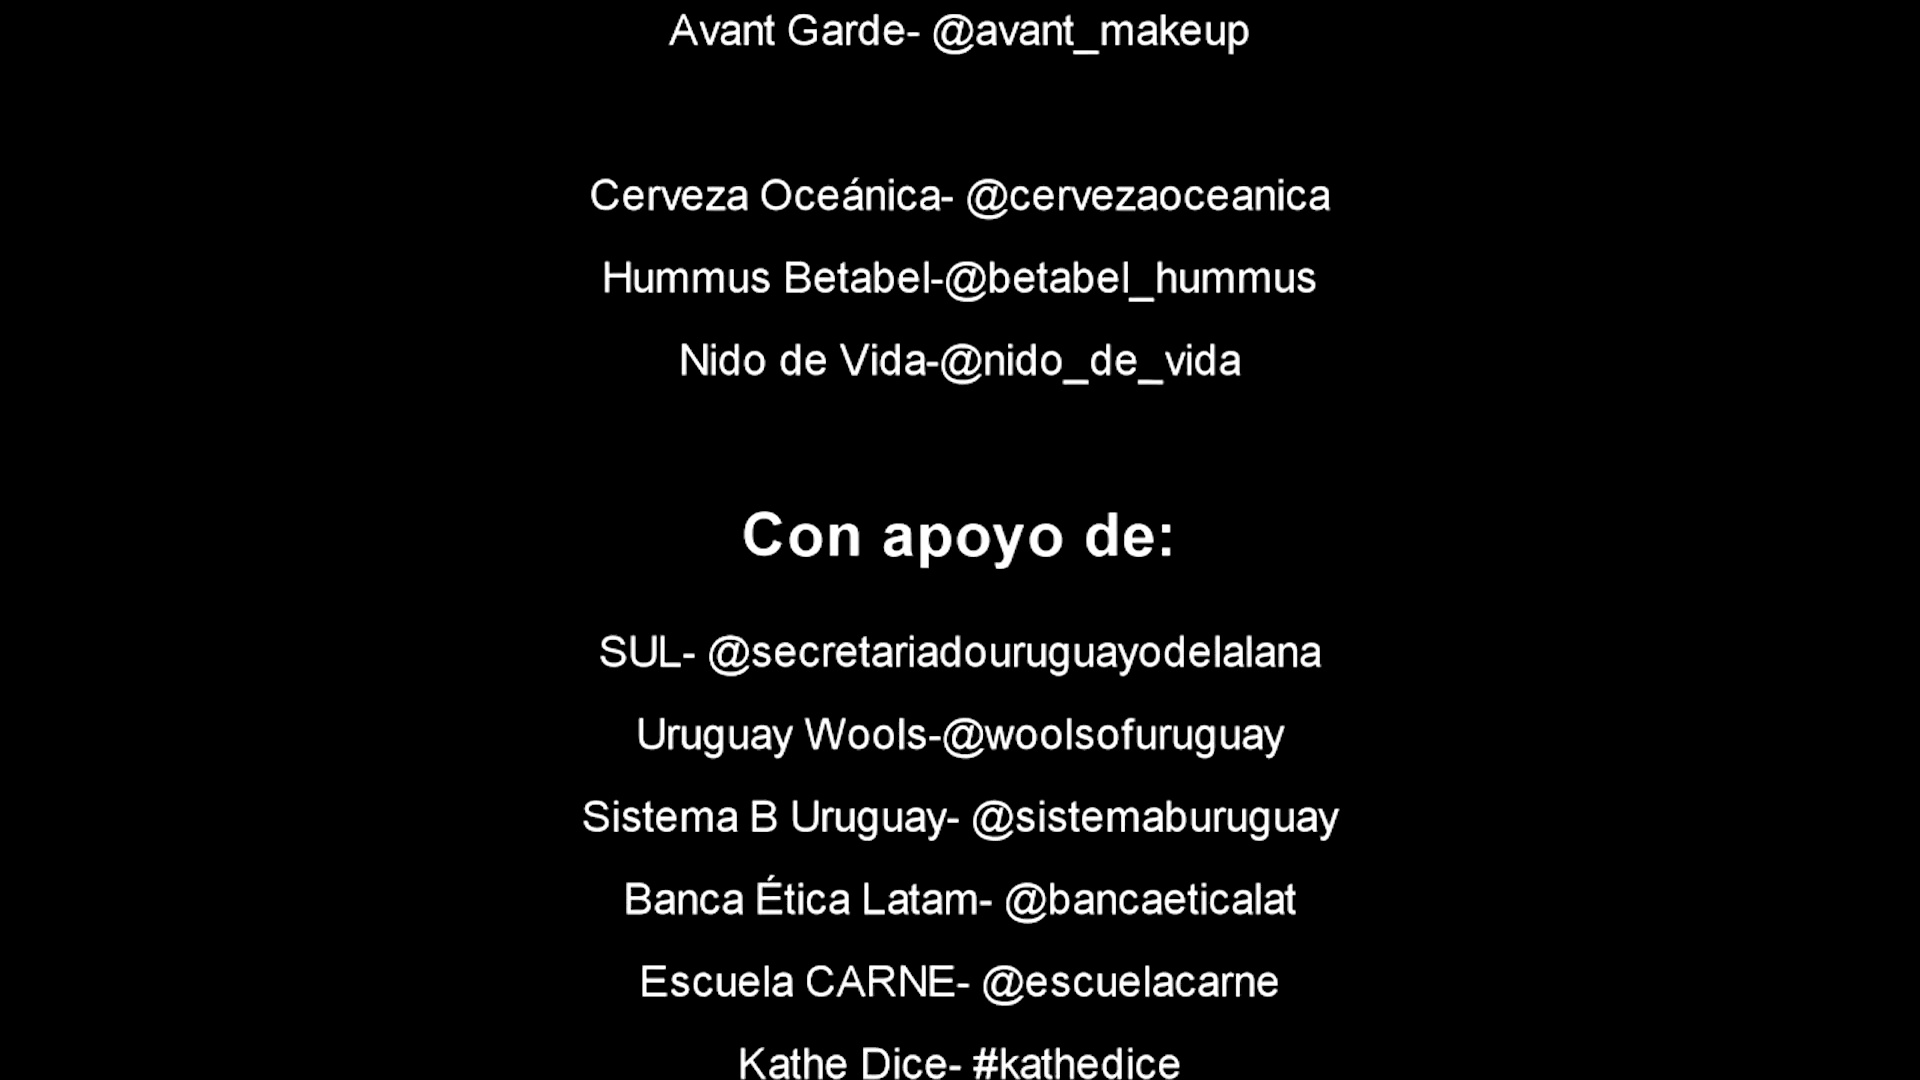 Avant Garde- @avant_makeup
Cerveza Oceánica- @cervezaoceanica
Hummus Betabel-@betabel_hummus
Nido de Vida-@nido_de_vida
Con apoyo de:
SUL- @secretariadouruguayodelalana
Uruguay Wools-@woolsofuruguay
Sistema B Uruguay- @sistemaburuguay
Banca Ética Latam- @bancaeticalat
Escuela CARNE- @escuelacarne
Kathe Dice- #kathedice